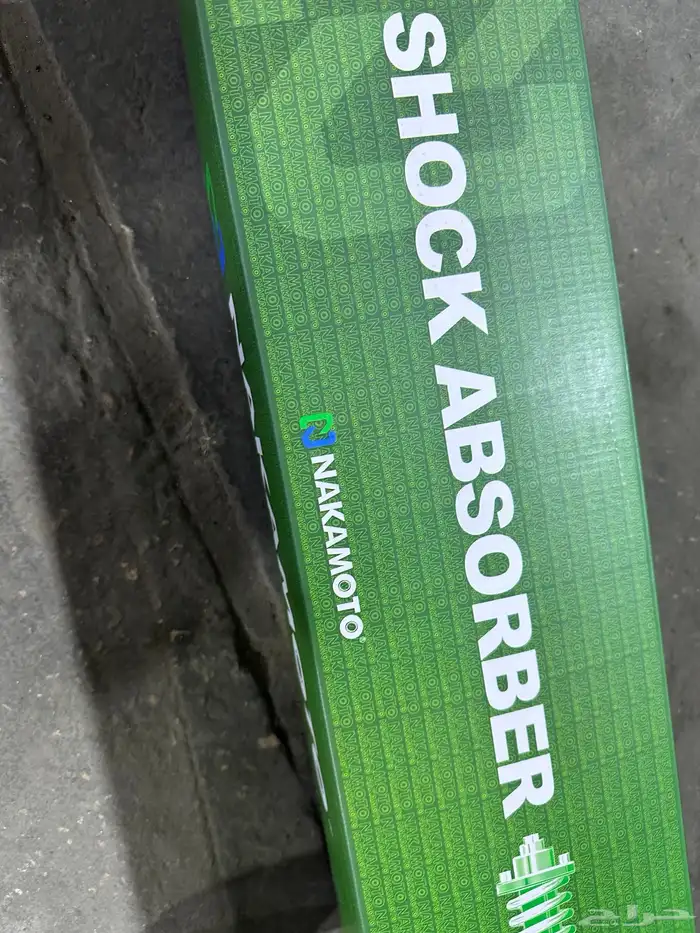 SHOCK ABSORBER
NAKAMOTO
حراج